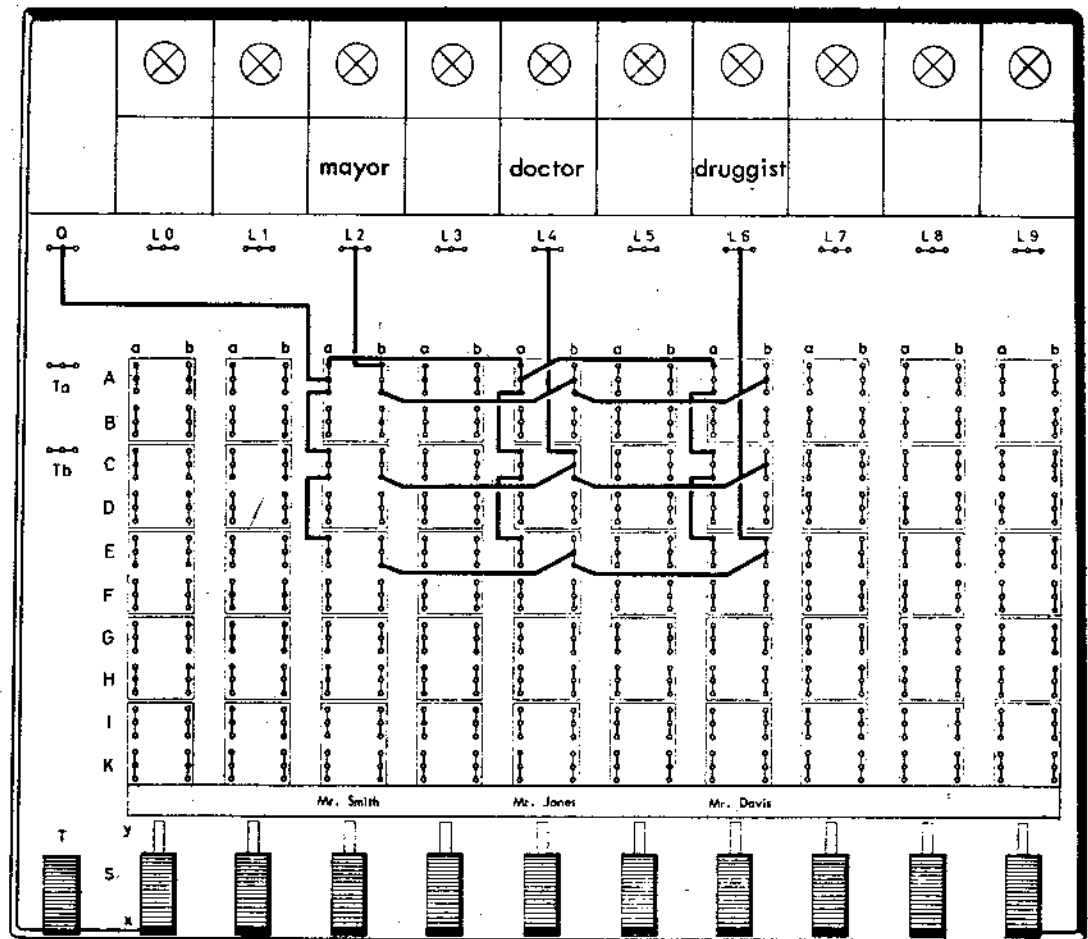 mayor doctor druggist
Q L0 L1 L2 L3 L4 L5 L6 L7 L8 L9
a b a b a b a b a b a b a b a b a b a b
Ta A
B
Tb C
D
E
F
G
H
I
K
Mr. Smith Mr. Jones Mr. Davis
T y
S
x